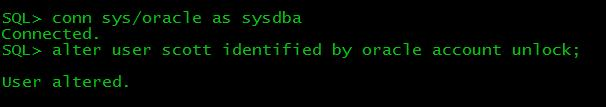 SQL> conn sys/oracle as sysdba
Connected.
SQL> alter user scott identified by oracle account unlock;
User altered.